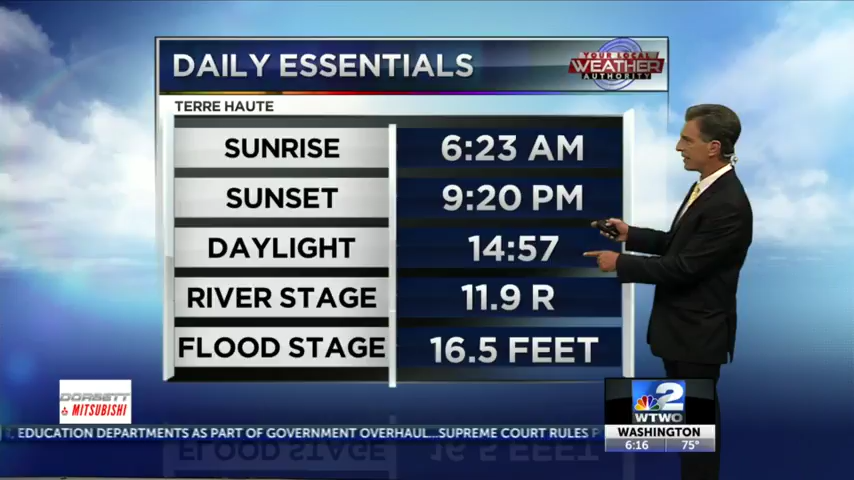 DAILY ESSENTIALS
YOUR LOCAL
WEATHER
AUTHORITY
TERRE HAUTE
SUNRISE 6:23 AM
SUNSET 9:20 PM
DAYLIGHT 14:57
RIVER STAGE 11.9 R
FLOOD STAGE 16.5 FEET
DORSETT
MITSUBISHI
2
WTWO
WASHINGTON
6:16 75°
, EDUCATION DEPARTMENTS AS PART OF GOVERNMENT OVERHAUL...SUPREME COURT RULES